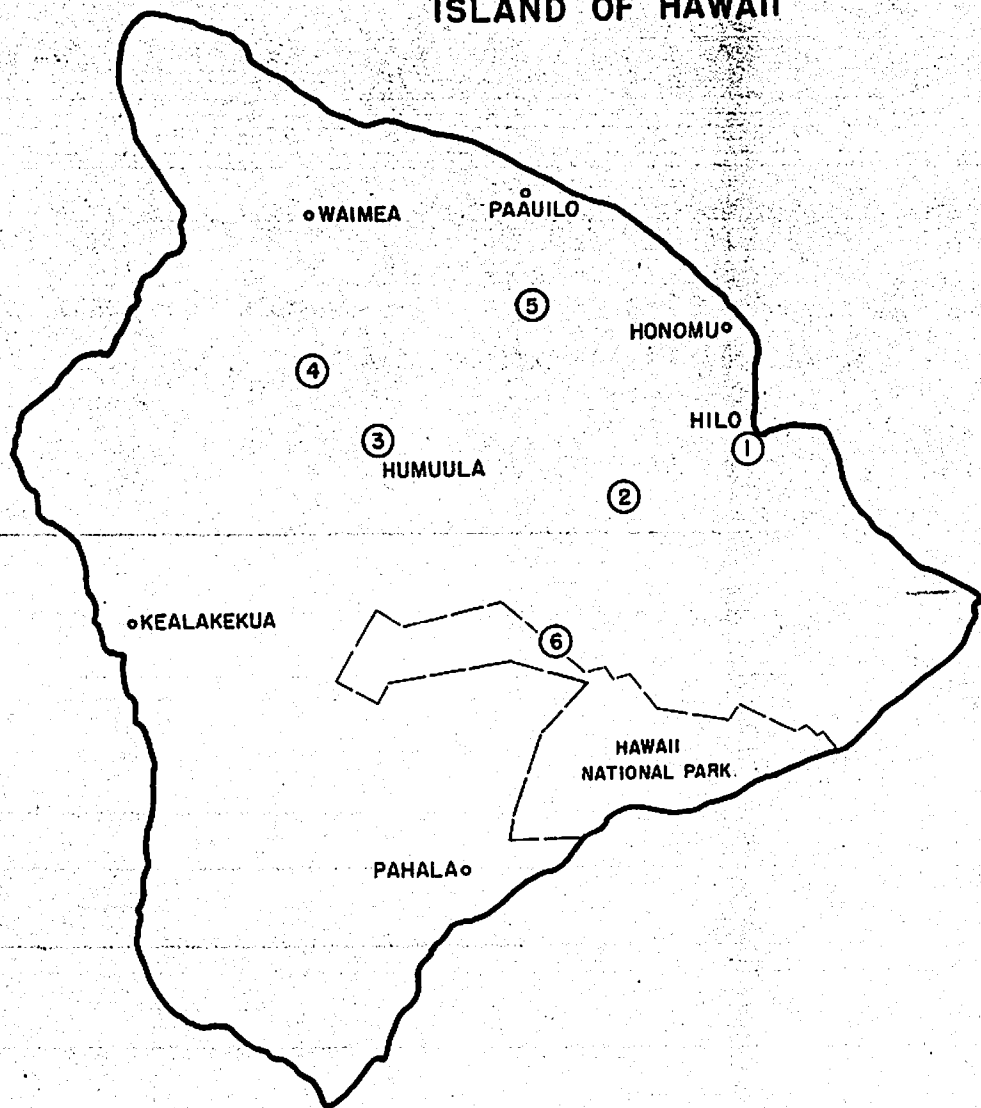 ISLAND OF HAWAII
WAIMEA
PAAUILO
5
HONOMU
4
HILO
3
1
HUMUULA
2
KEALAKEKUA
6
HAWAII
NATIONAL PARK
PAHALA